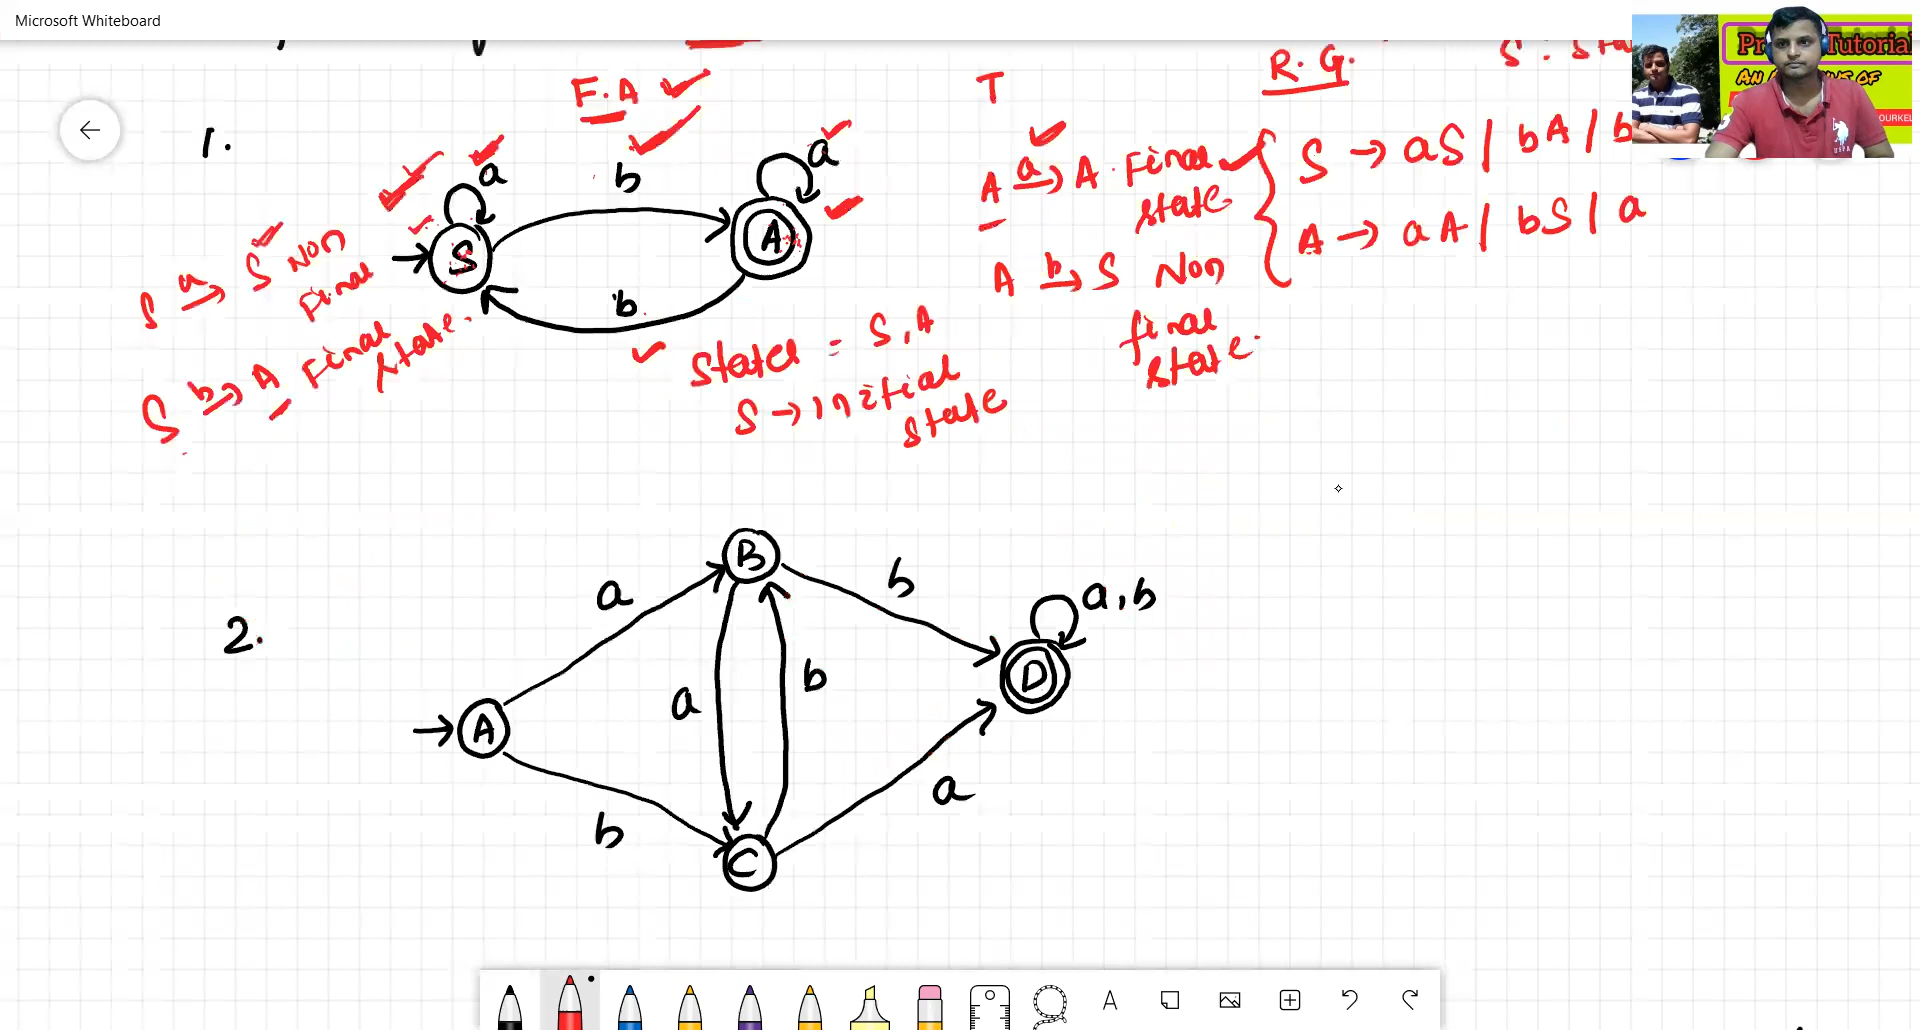 Microsoft Whiteboard
F.A
T
R.G.
1.
a
b
a
S
A
b
S a→ S Non
Final
S b→ A Final
state.
States = S, A
S → initial
state
A a→ A. Final
state
A b→ S Non
final
state.
S → aS | bA | b
A → aA | bS | a
2.
A
B
C
D
a
b
a
b
b
a
a,b
Tutorial